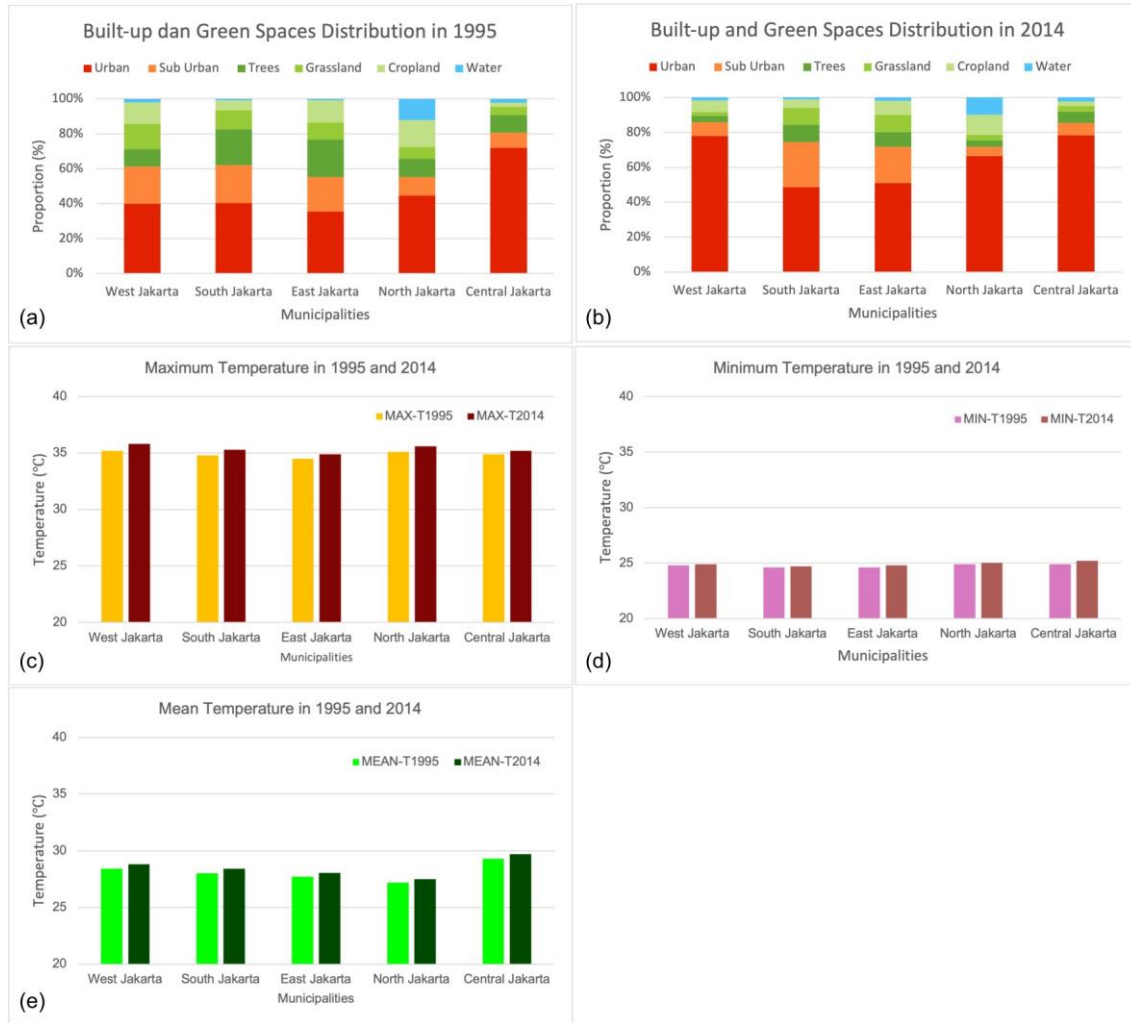 Built-up dan Green Spaces Distribution in 1995
Urban Sub Urban Trees Grassland Cropland Water
100%
80%
60%
40%
20%
0%
Proportion (%)
West Jakarta South Jakarta East Jakarta North Jakarta Central Jakarta
Municipalities
(a)
Built-up and Green Spaces Distribution in 2014
Urban Sub Urban Trees Grassland Cropland Water
100%
80%
60%
40%
20%
0%
Proportion (%)
West Jakarta South Jakarta East Jakarta North Jakarta Central Jakarta
Municipalities
(b)
Maximum Temperature in 1995 and 2014
MAX-T1995 MAX-T2014
40
35
30
25
20
Temperature (°C)
West Jakarta South Jakarta East Jakarta North Jakarta Central Jakarta
Municipalities
(c)
Minimum Temperature in 1995 and 2014
MIN-T1995 MIN-T2014
40
35
30
25
20
Temperature (°C)
West Jakarta South Jakarta East Jakarta North Jakarta Central Jakarta
Municipalities
(d)
Mean Temperature in 1995 and 2014
MEAN-T1995 MEAN-T2014
40
35
30
25
20
Temperature (°C)
West Jakarta South Jakarta East Jakarta North Jakarta Central Jakarta
Municipalities
(e)